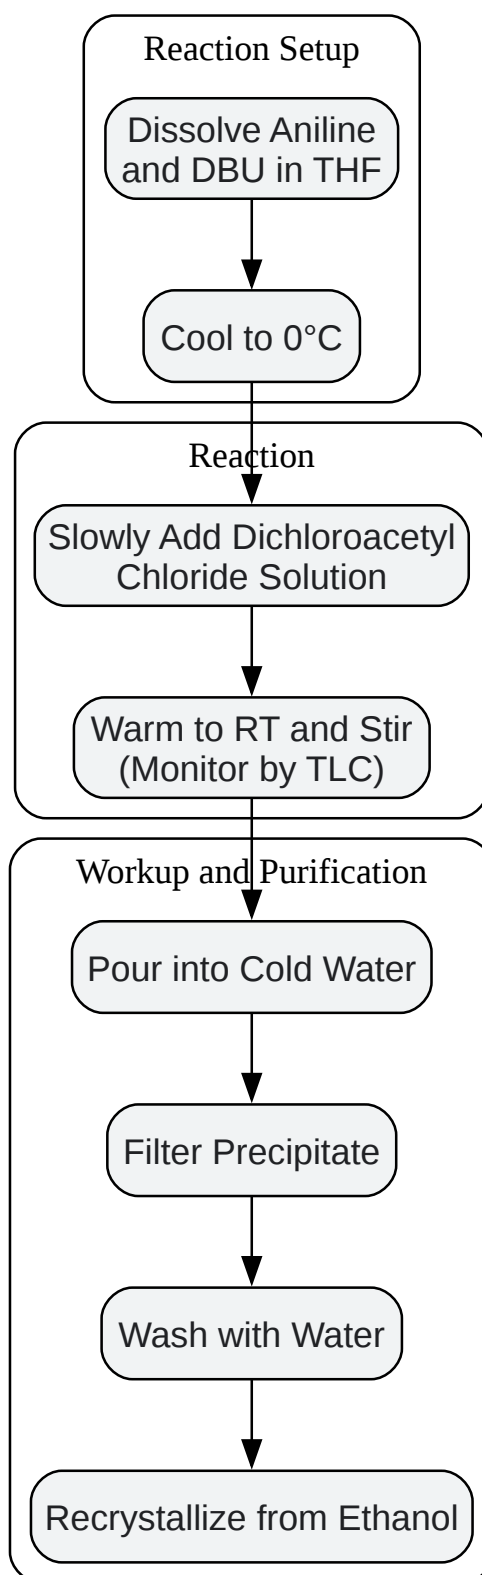 Reaction Setup
Dissolve Aniline
and DBU in THF
Cool to 0°C
Reaction
Slowly Add Dichloroacetyl
Chloride Solution
Warm to RT and Stir
(Monitor by TLC)
Workup and Purification
Pour into Cold Water
Filter Precipitate
Wash with Water
Recrystallize from Ethanol